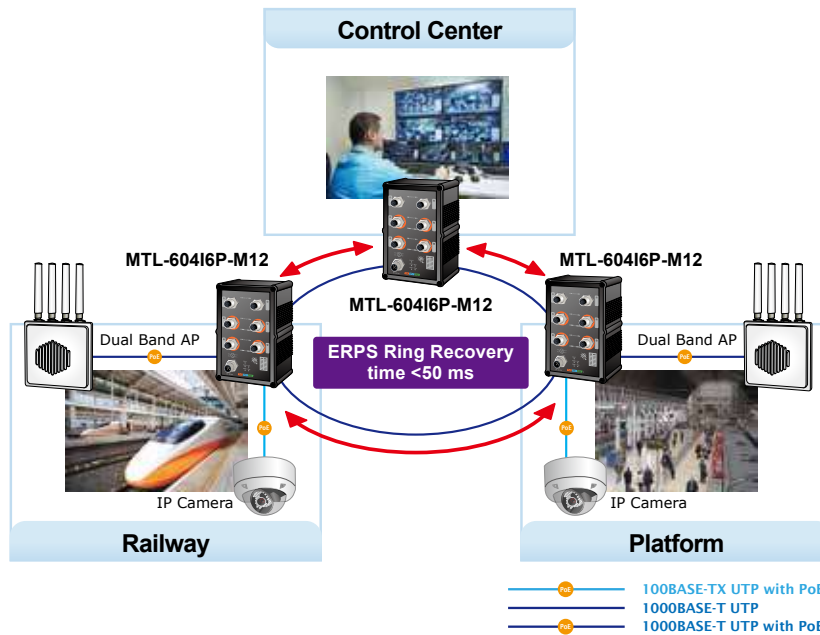 Control Center
MTL-604I6P-M12
MTL-604I6P-M12
MTL-604I6P-M12
Dual Band AP
Dual Band AP
PoE
PoE
ERPS Ring Recovery
time <50 ms
PoE
PoE
IP Camera
IP Camera
Railway
Platform
PoE
100BASE-TX UTP with PoE
1000BASE-T UTP
PoE
1000BASE-T UTP with PoE